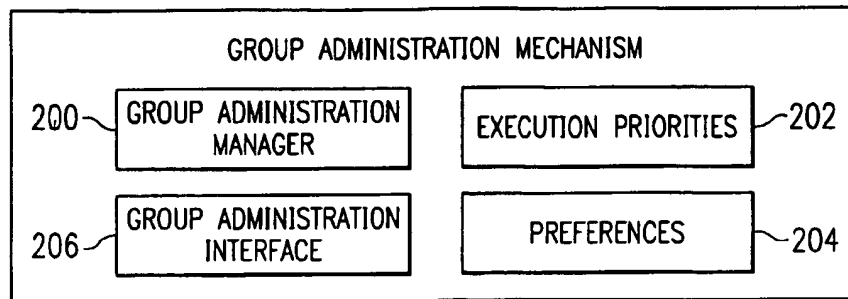 GROUP ADMINISTRATION MECHANISM
200 GROUP ADMINISTRATION MANAGER
EXECUTION PRIORITIES 202
206 GROUP ADMINISTRATION INTERFACE
PREFERENCES 204